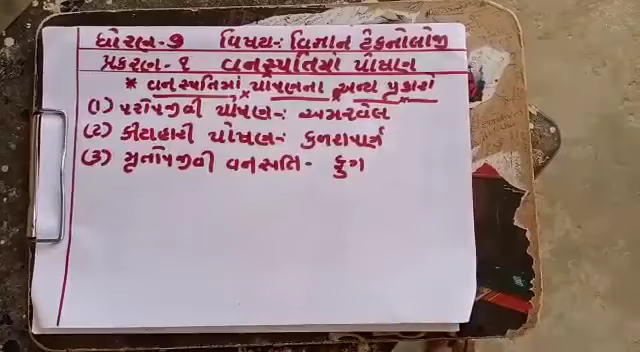 ધોરણ-૭ વિષય-: વિજ્ઞાન ટેકનોલોજી
પ્રકરણ-૧ વનસ્પતિમાં પોષણ
* વનસ્પતિમાં પોષણના અન્ય પ્રકારો
(૧) પરોપજીવી પોષણ-: અમરવેલ
(૨) કીટાહારી પોષણ-: કળશપર્ણ
(૩) મૃતોપજીવી વનસ્પતિ- ફુગ